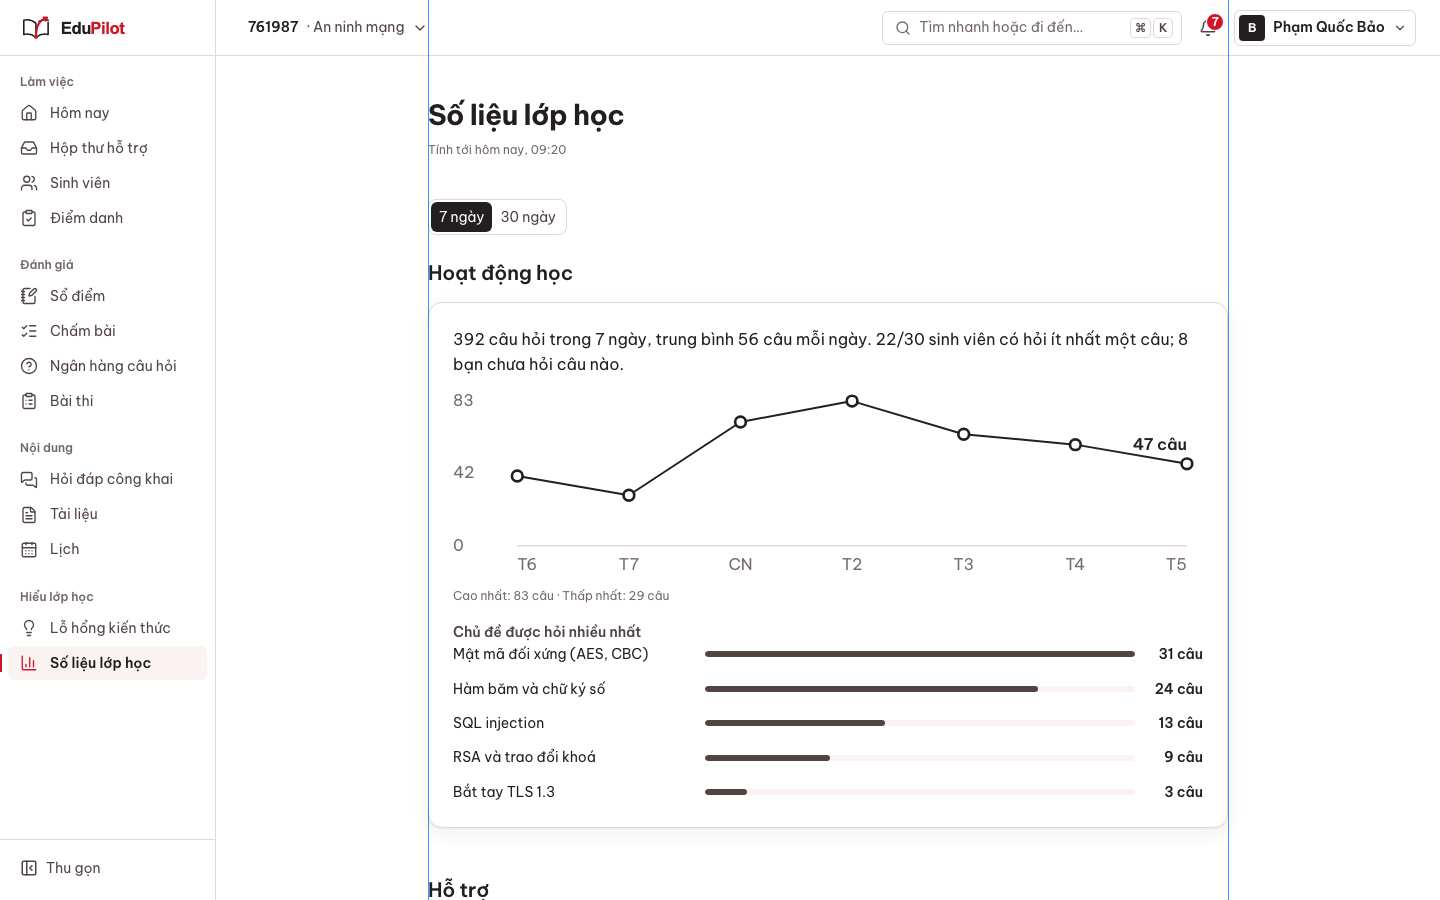 EduPilot
761987 · An ninh mạng
Tìm nhanh hoặc đi đến...
⌘ K
7
B Phạm Quốc Bảo
Làm việc
Hôm nay
Hộp thư hỗ trợ
Sinh viên
Điểm danh
Đánh giá
Sổ điểm
Chấm bài
Ngân hàng câu hỏi
Bài thi
Nội dung
Hỏi đáp công khai
Tài liệu
Lịch
Hiểu lớp học
Lỗ hổng kiến thức
Số liệu lớp học
Thu gọn
Số liệu lớp học
Tính tới hôm nay, 09:20
7 ngày 30 ngày
Hoạt động học
392 câu hỏi trong 7 ngày, trung bình 56 câu mỗi ngày. 22/30 sinh viên có hỏi ít nhất một câu; 8
bạn chưa hỏi câu nào.
83
47 câu
42
0
T6 T7 CN T2 T3 T4 T5
Cao nhất: 83 câu · Thấp nhất: 29 câu
Chủ đề được hỏi nhiều nhất
Mật mã đối xứng (AES, CBC) 31 câu
Hàm băm và chữ ký số 24 câu
SQL injection 13 câu
RSA và trao đổi khoá 9 câu
Bắt tay TLS 1.3 3 câu
Hỗ trợ